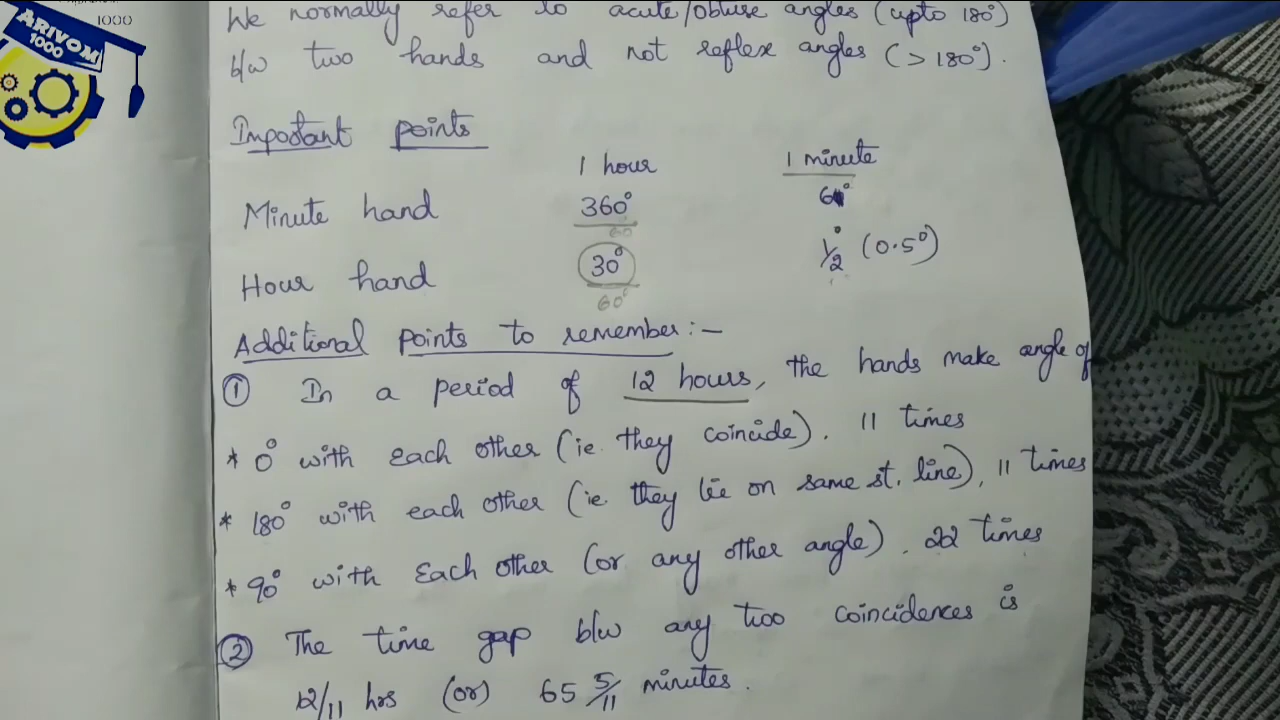 1000
ARIVOM
1000
We normally refer to acute/obtuse angles (upto 180°)
b/w two hands and not reflex angles (> 180°).
Important points
1 hour 1 minute
Minute hand 360° 6°
60
Hour hand 30° 1/2° (0.5°)
60°
Additional points to remember:-
① In a period of 12 hours, the hands make angle of
* 0° with each other (ie. they coincide). 11 times
* 180° with each other (ie. they lie on same st. line), 11 times
* 90° with Each other (or any other angle). 22 times
② The time gap b/w any two coincidences is
12/11 hrs (or) 65 5/11 minutes.